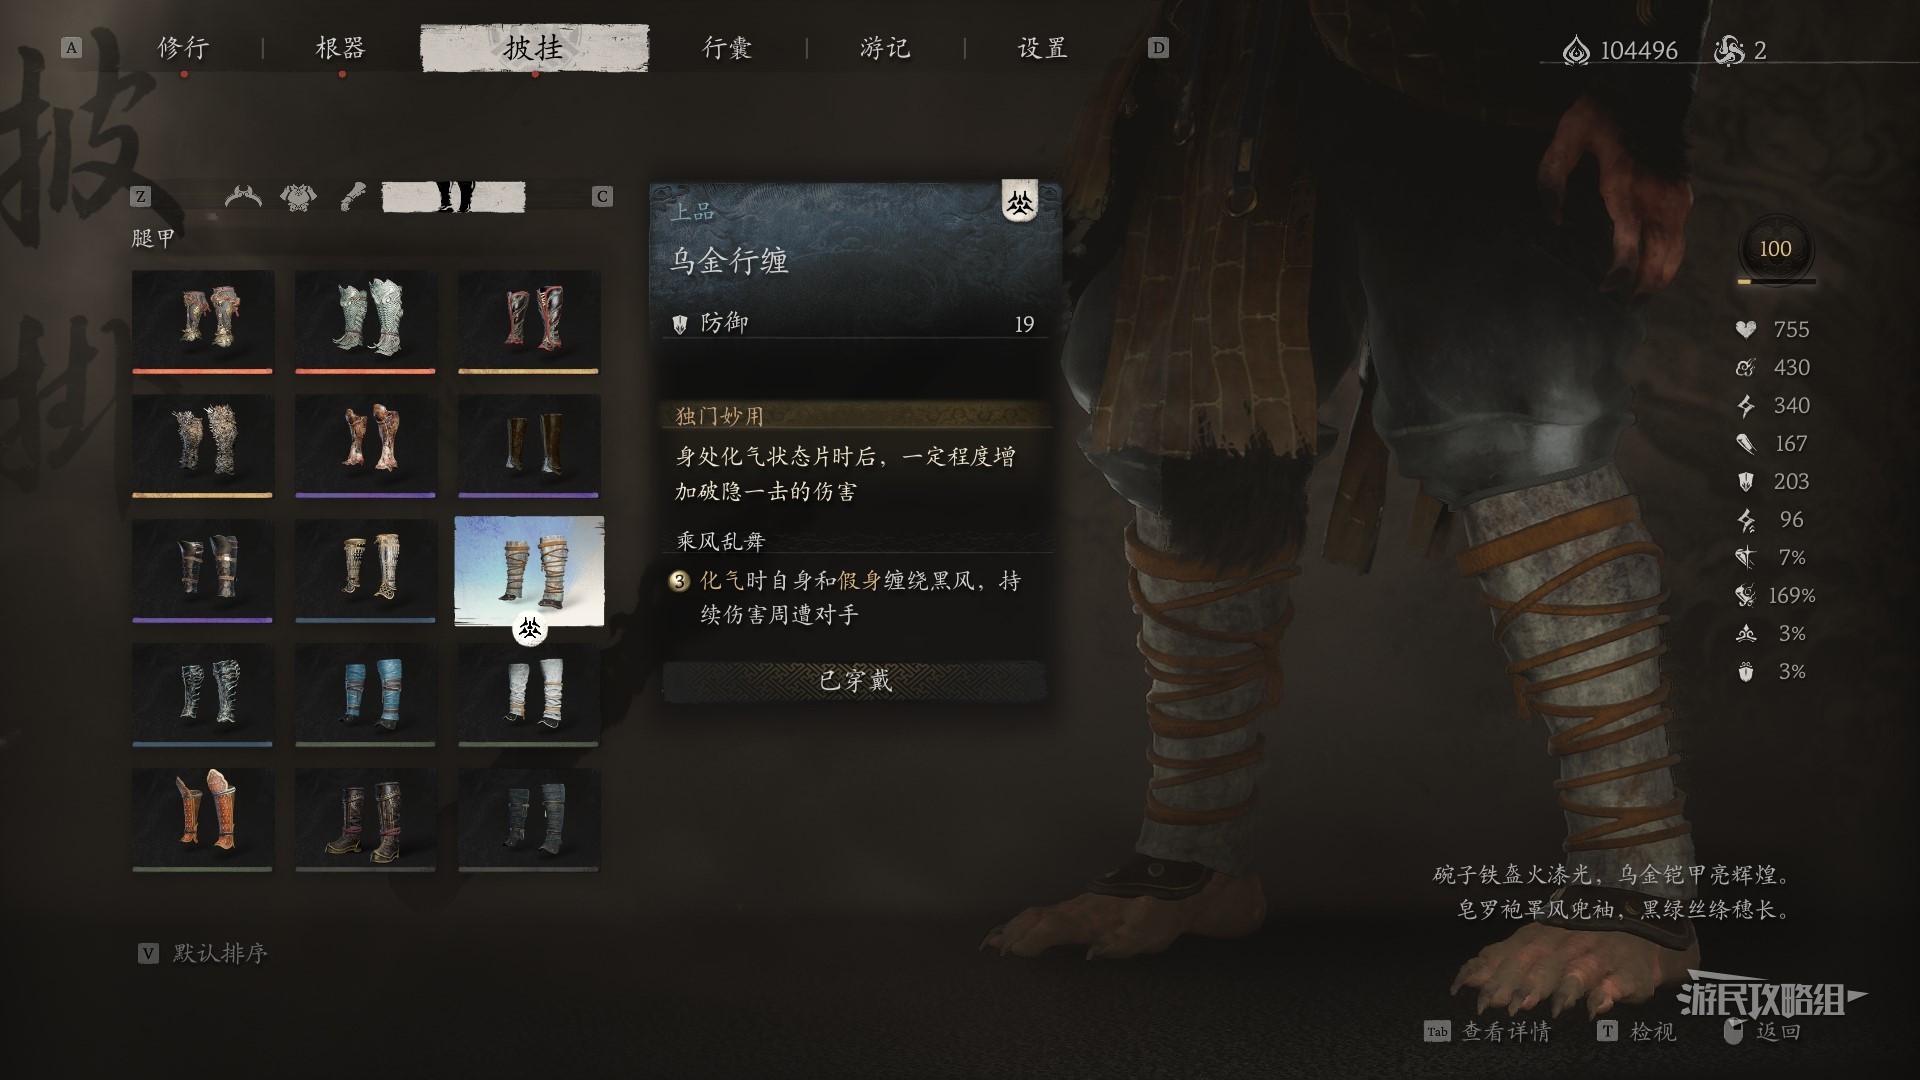 A 修行 根器 披挂 行囊 游记 设置 D
104496 2
披掛
Z C
腿甲
上品
乌金行缠
防御 19
独门妙用
身处化气状态片时后，一定程度增
加破隐一击的伤害
乘风乱舞
3 化气时自身和假身缠绕黑风，持
续伤害周遭对手
已穿戴
100
755
430
340
167
203
96
7%
169%
3%
3%
碗子铁盔火漆光，乌金铠甲亮辉煌。
皂罗袍罩风兜袖，黑绿丝绦穗长。
V 默认排序
游民攻略组
Tab 查看详情 T 检视 返回